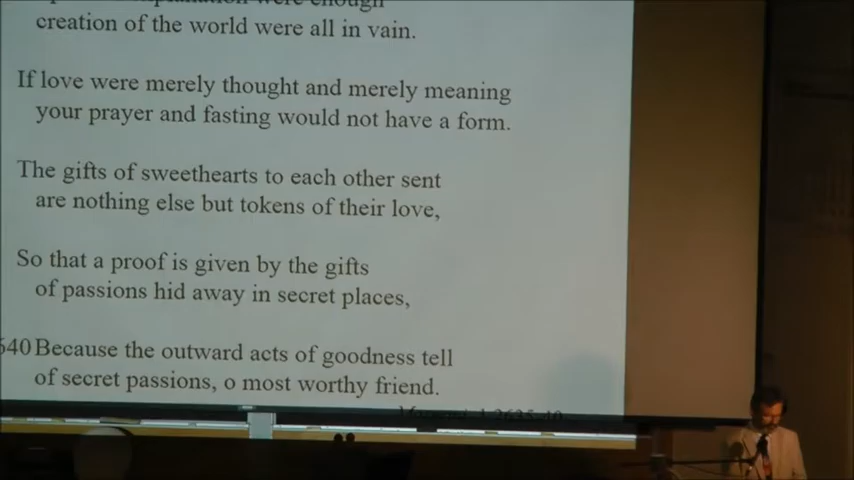 creation of the world were all in vain.
If love were merely thought and merely meaning
your prayer and fasting would not have a form.
The gifts of sweethearts to each other sent
are nothing else but tokens of their love,
So that a proof is given by the gifts
of passions hid away in secret places,
640 Because the outward acts of goodness tell
of secret passions, o most worthy friend.